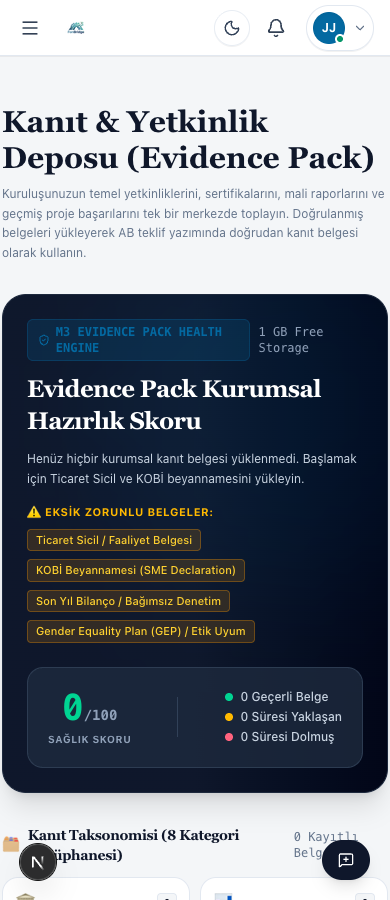 JJ
Kanıt & Yetkinlik
Deposu (Evidence Pack)
Kuruluşunuzun temel yetkinliklerini, sertifikalarını, mali raporlarını ve
geçmiş proje başarılarını tek bir merkezde toplayın. Doğrulanmış
belgeleri yükleyerek AB teklif yazımında doğrudan kanıt belgesi
olarak kullanın.
M3 EVIDENCE PACK HEALTH
ENGINE
1 GB Free
Storage
Evidence Pack Kurumsal
Hazırlık Skoru
Henüz hiçbir kurumsal kanıt belgesi yüklenmedi. Başlamak
için Ticaret Sicil ve KOBİ beyannamesini yükleyin.
⚠️ EKSİK ZORUNLU BELGELER:
Ticaret Sicil / Faaliyet Belgesi
KOBİ Beyannamesi (SME Declaration)
Son Yıl Bilanço / Bağımsız Denetim
Gender Equality Plan (GEP) / Etik Uyum
0/100
SAĞLIK SKORU
0 Geçerli Belge
0 Süresi Yaklaşan
0 Süresi Dolmuş
Kanıt Taksonomisi (8 Kategori
0 Kayıtlı
N